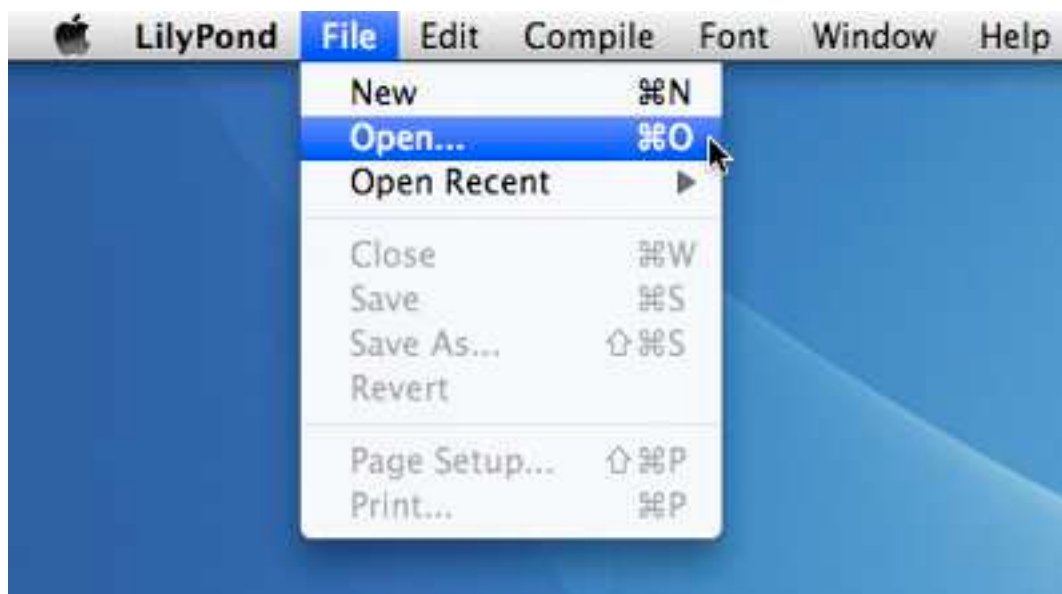 LilyPond File Edit Compile Font Window Help
New ⌘N
Open... ⌘O
Open Recent ▶
Close ⌘W
Save ⌘S
Save As... ⇧⌘S
Revert
Page Setup... ⇧⌘P
Print... ⌘P